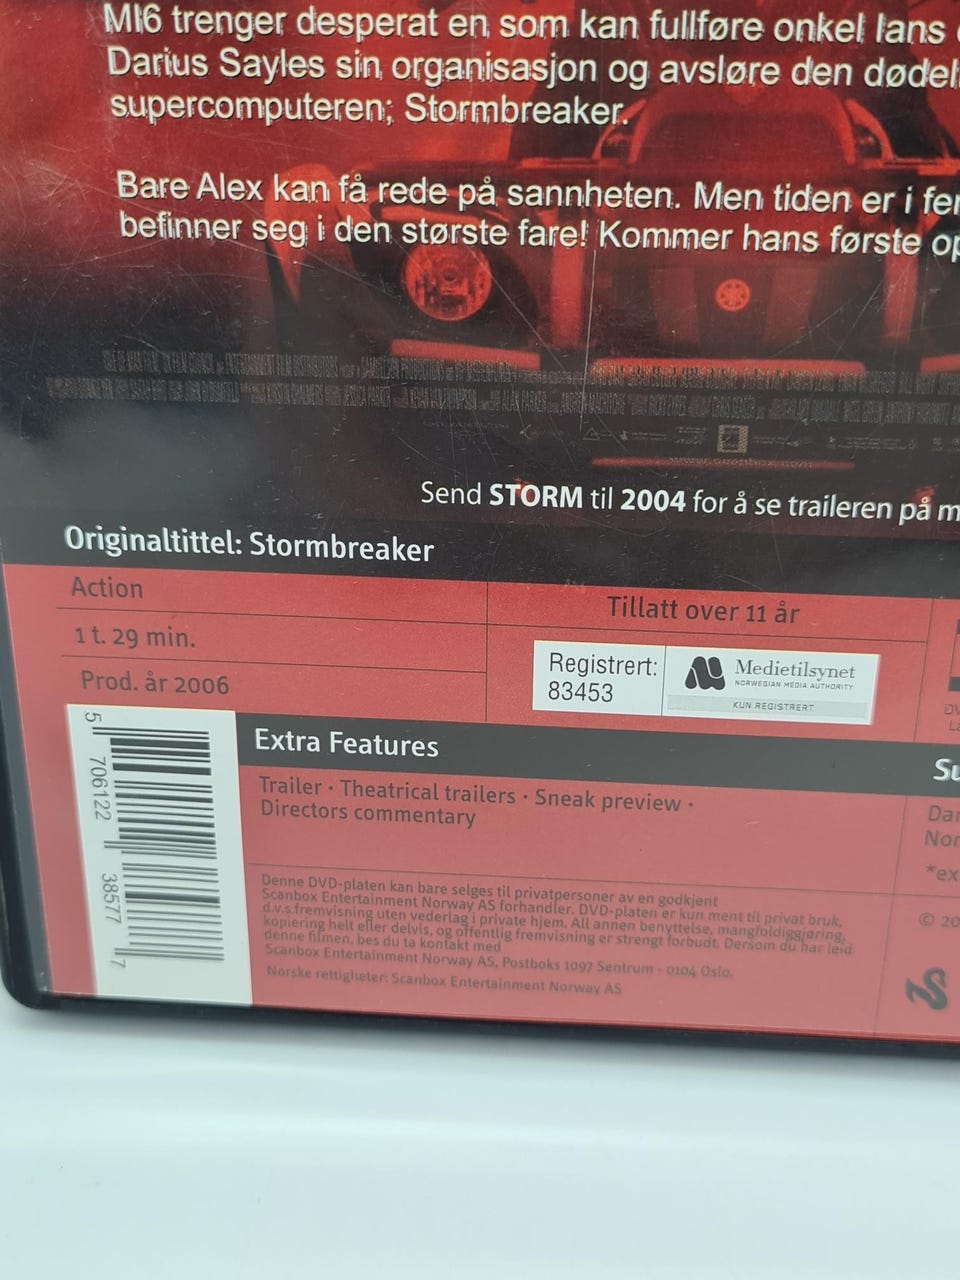 MI6 trenger desperat en som kan fullføre onkel Ians
Darius Sayles sin organisasjon og avsløre den
supercomputeren; Stormbreaker.
Bare Alex kan få rede på sannheten. Men tiden er i
befinner seg i den største fare! Kommer hans første
Send STORM til 2004 for å se traileren på
Originaltittel: Stormbreaker
Action
Tillatt over 11 år
1 t. 29 min.
Registrert:
83453
Medietilsynet
NORWEGIAN MEDIA AUTHORITY
KUN REGISTRERT
Prod. år 2006
5 706122 38577 7
Extra Features
Trailer · Theatrical trailers · Sneak preview ·
Directors commentary
Denne DVD-platen kan bare selges til privatpersoner av en godkjent
Scanbox Entertainment Norway AS forhandler. DVD-platen er kun ment til privat bruk,
d.v.s.fremvisning uten vederlag i private hjem. All annen benyttelse, mangfoldiggjøring,
kopiering helt eller delvis, og offentlig fremvisning er strengt forbudt. Dersom du har leid
denne filmen, bes du ta kontakt med
Scanbox Entertainment Norway AS, Postboks 1097 Sentrum - 0104 Oslo.
Norske rettigheter: Scanbox Entertainment Norway AS